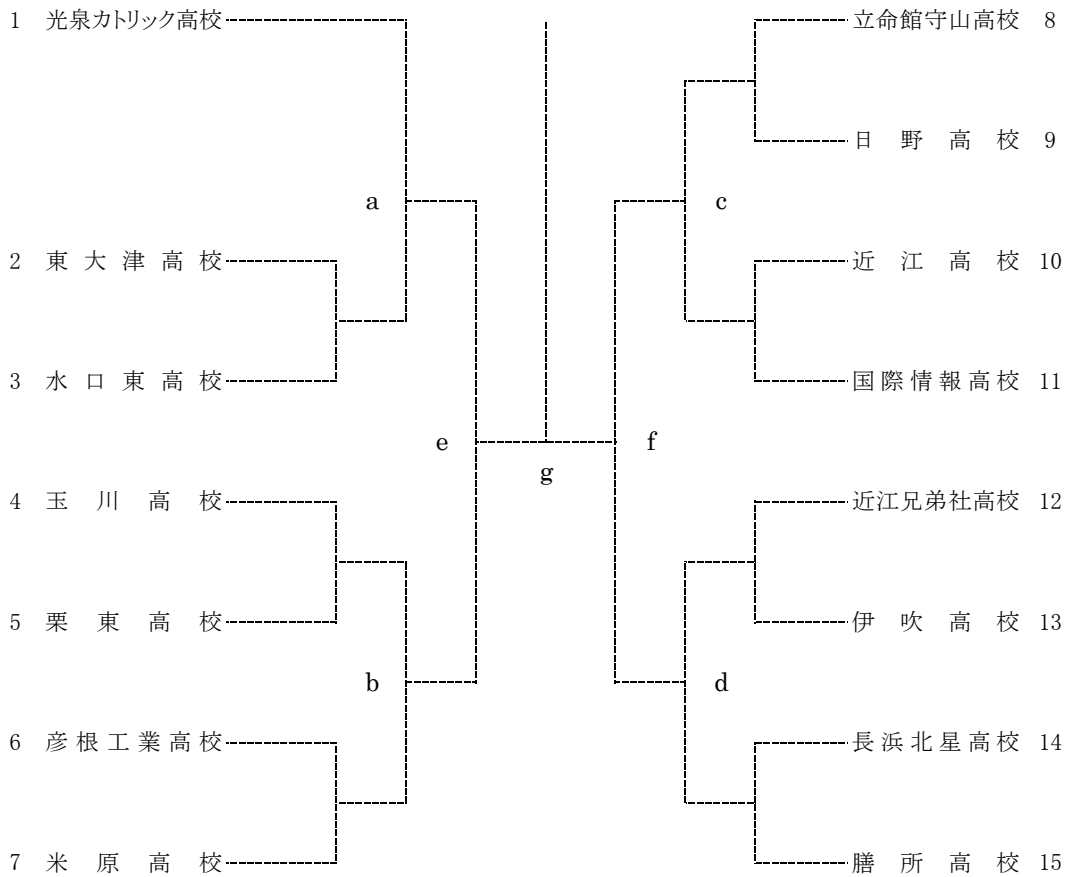 1 光泉カトリック高校
立命館守山高校 8
日野高校 9
a
c
2 東大津高校
近江高校 10
3 水口東高校
国際情報高校 11
e
f
g
4 玉川高校
近江兄弟社高校 12
5 栗東高校
伊吹高校 13
b
d
6 彦根工業高校
長浜北星高校 14
7 米原高校
膳所高校 15